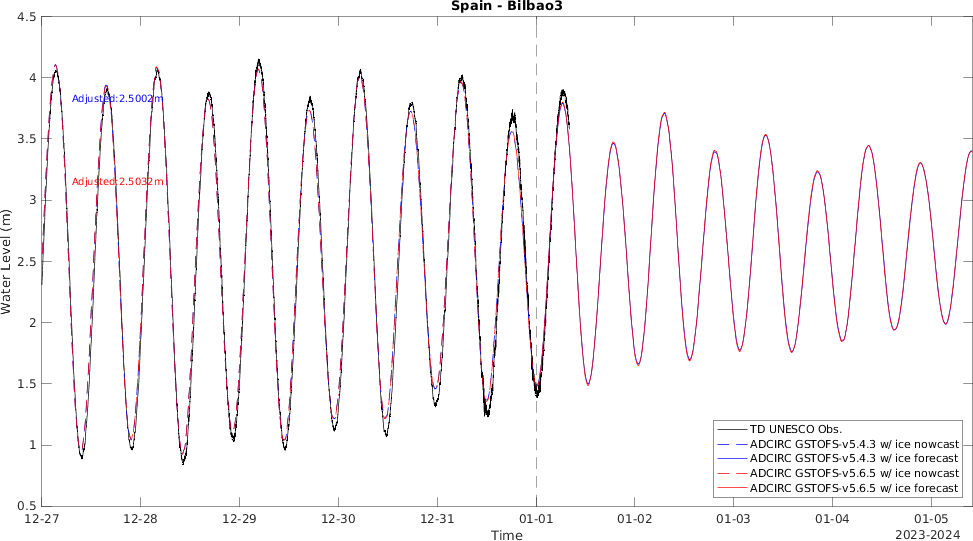 Spain - Bilbao3
Water Level (m)
4.5
4
3.5
3
2.5
2
1.5
1
0.5
Adjusted:2.5002m
Adjusted:2.5032m
TD UNESCO Obs.
ADCIRC GSTOFS-v5.4.3 w/ ice nowcast
ADCIRC GSTOFS-v5.4.3 w/ ice forecast
ADCIRC GSTOFS-v5.6.5 w/ ice nowcast
ADCIRC GSTOFS-v5.6.5 w/ ice forecast
12-27 12-28 12-29 12-30 12-31 01-01 01-02 01-03 01-04 01-05
Time
2023-2024